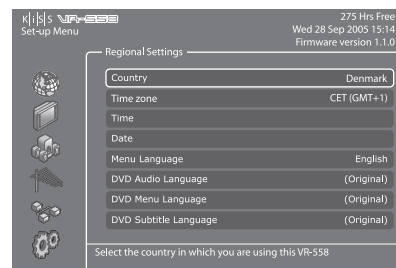 K|i|S|S VR-558
275 Hrs Free
Set-up Menu
Wed 28 Sep 2005 15:14
Firmware version 1.1.0
Regional Settings
Country Denmark
Time zone CET (GMT+1)
Time
Date
Menu Language English
DVD Audio Language (Original)
DVD Menu Language (Original)
DVD Subtitle Language (Original)
Select the country in which you are using this VR-558